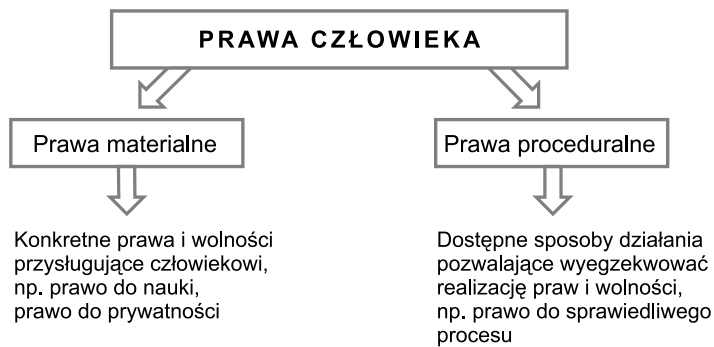 PRAWA CZŁOWIEKA
Prawa materialne
Prawa proceduralne
Konkretne prawa i wolności
przysługujące człowiekowi,
np. prawo do nauki,
prawo do prywatności
Dostępne sposoby działania
pozwalające wyegzekwować
realizację praw i wolności,
np. prawo do sprawiedliwego
procesu